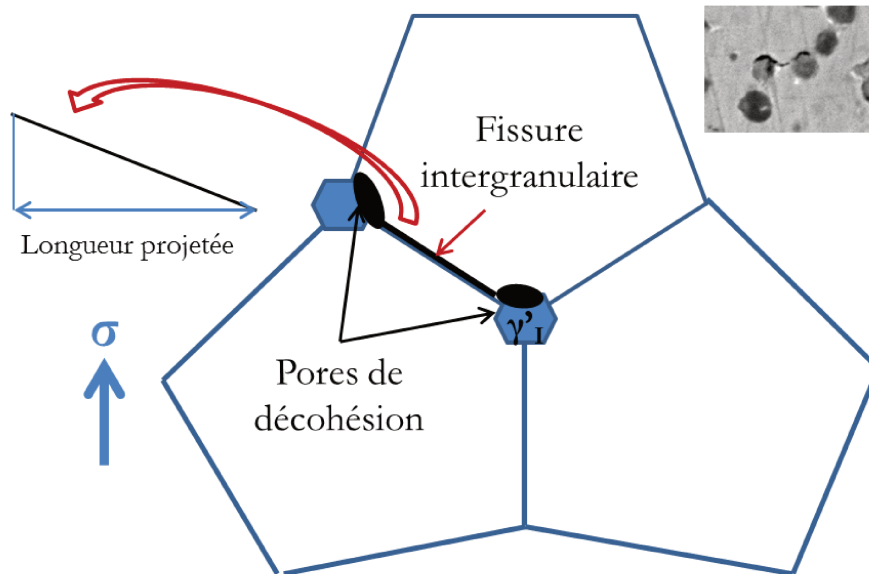 Fissure
intergranulaire
Longueur projetée
σ
γ'I
Pores de
décohésion